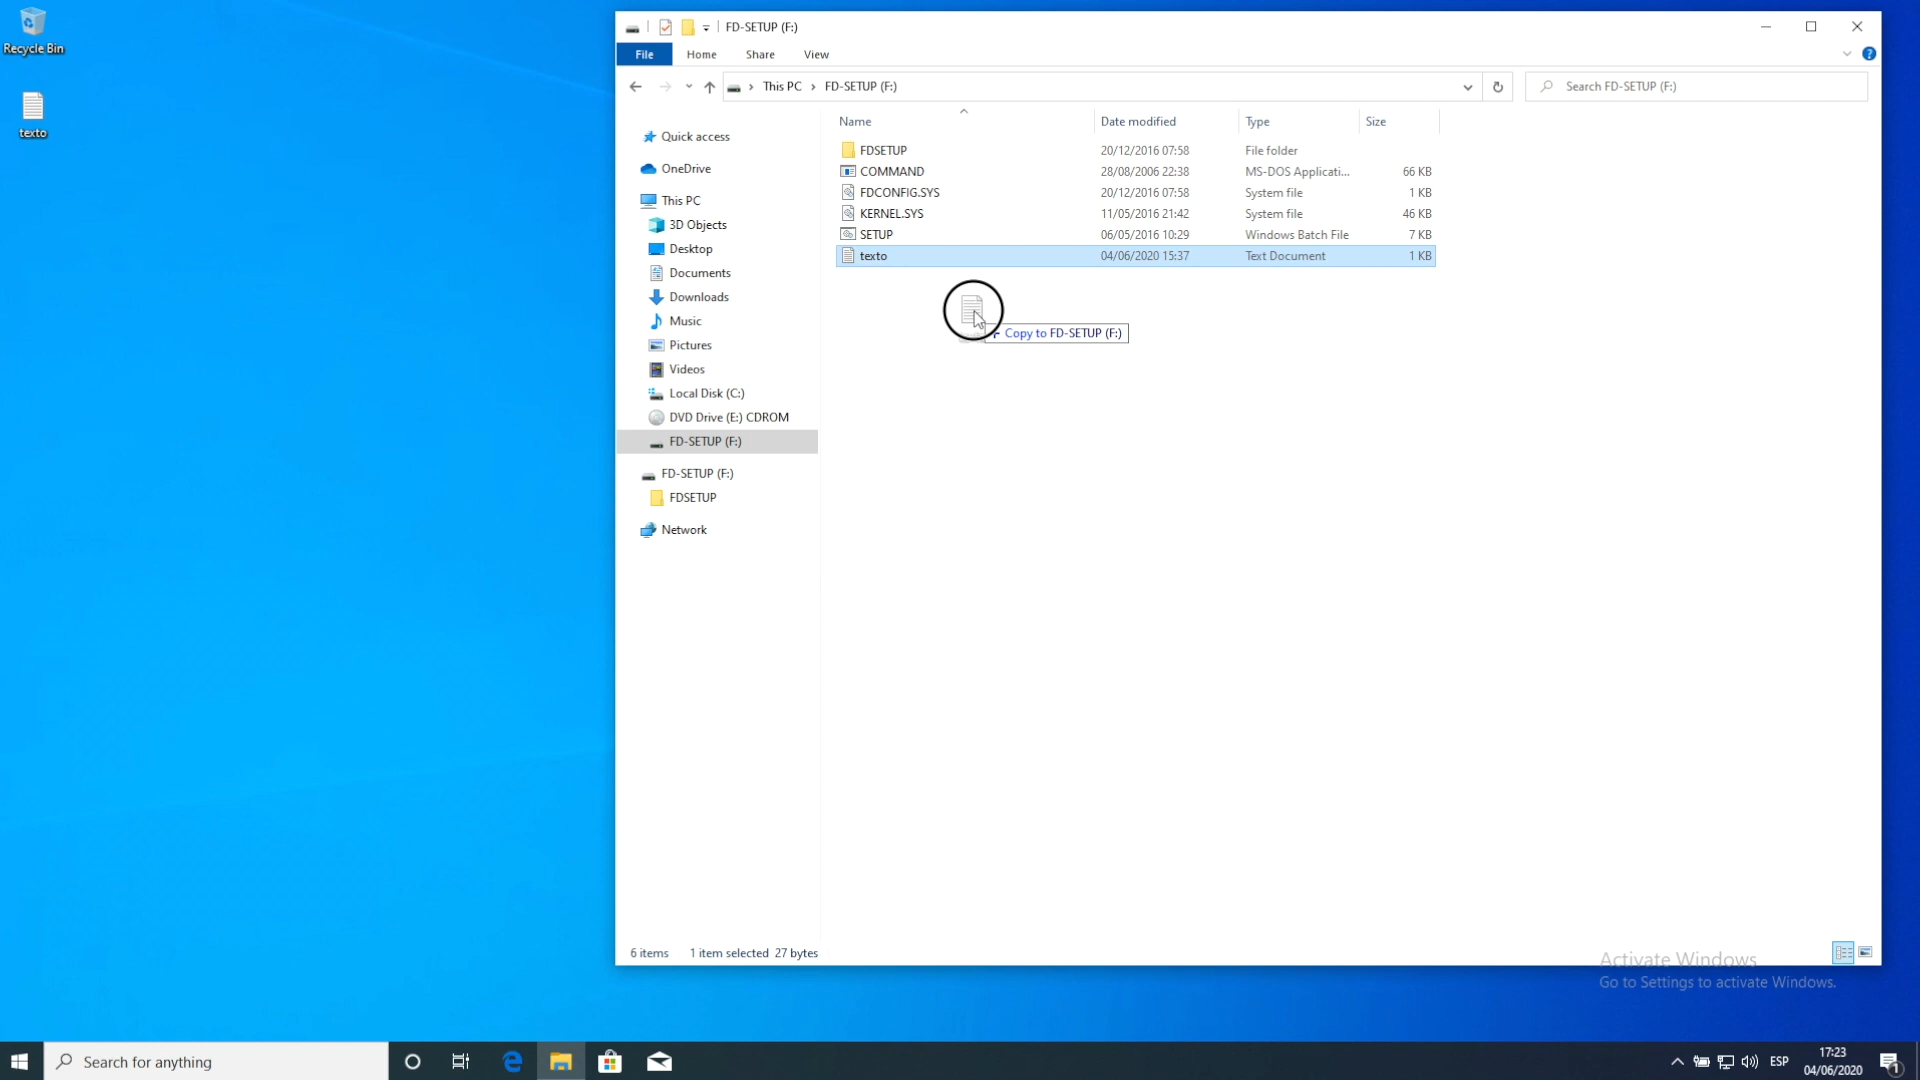 Recycle Bin
texto
FD-SETUP (F:)
File Home Share View
This PC FD-SETUP (F:)
Search FD-SETUP (F:)
Name Date modified Type Size
FDSETUP 20/12/2016 07:58 File folder
COMMAND 28/08/2006 22:38 MS-DOS Applicati... 66 KB
FDCONFIG.SYS 20/12/2016 07:58 System file 1 KB
KERNEL.SYS 11/05/2016 21:42 System file 46 KB
SETUP 06/05/2016 10:29 Windows Batch File 7 KB
texto 04/06/2020 15:37 Text Document 1 KB
+ Copy to FD-SETUP (F:)
Quick access
OneDrive
This PC
3D Objects
Desktop
Documents
Downloads
Music
Pictures
Videos
Local Disk (C:)
DVD Drive (E:) CDROM
FD-SETUP (F:)
FD-SETUP (F:)
FDSETUP
Network
6 items 1 item selected 27 bytes
Activate Windows
Go to Settings to activate Windows.
Search for anything
ESP
17:23
04/06/2020
1